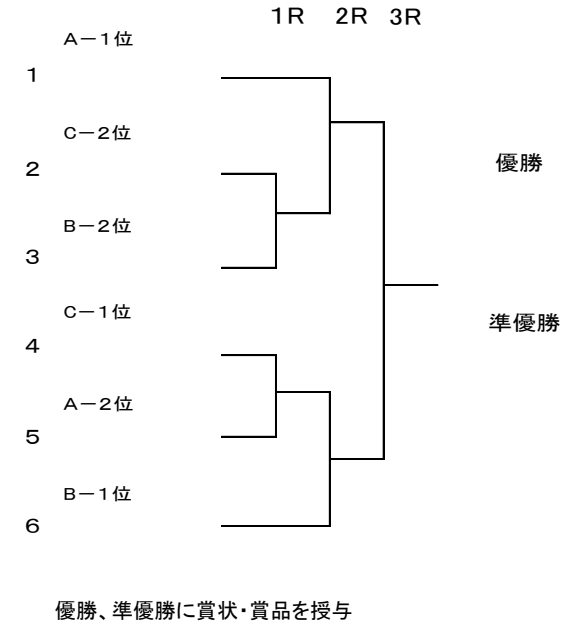 １R ２R ３R
A－１位
１
C－２位
２
優勝
B－２位
３
C－１位
準優勝
４
A－２位
５
B－１位
６
優勝、準優勝に賞状・賞品を授与